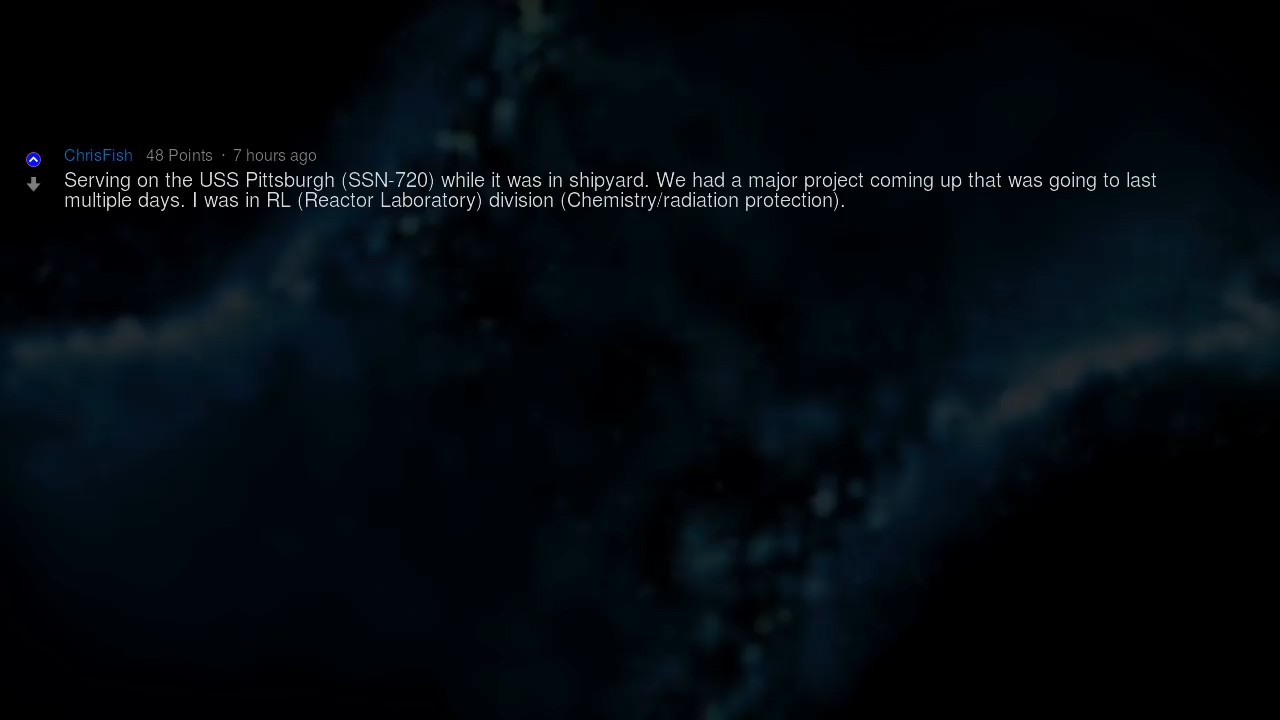 ChrisFish 48 Points · 7 hours ago
Serving on the USS Pittsburgh (SSN-720) while it was in shipyard. We had a major project coming up that was going to last
multiple days. I was in RL (Reactor Laboratory) division (Chemistry/radiation protection).